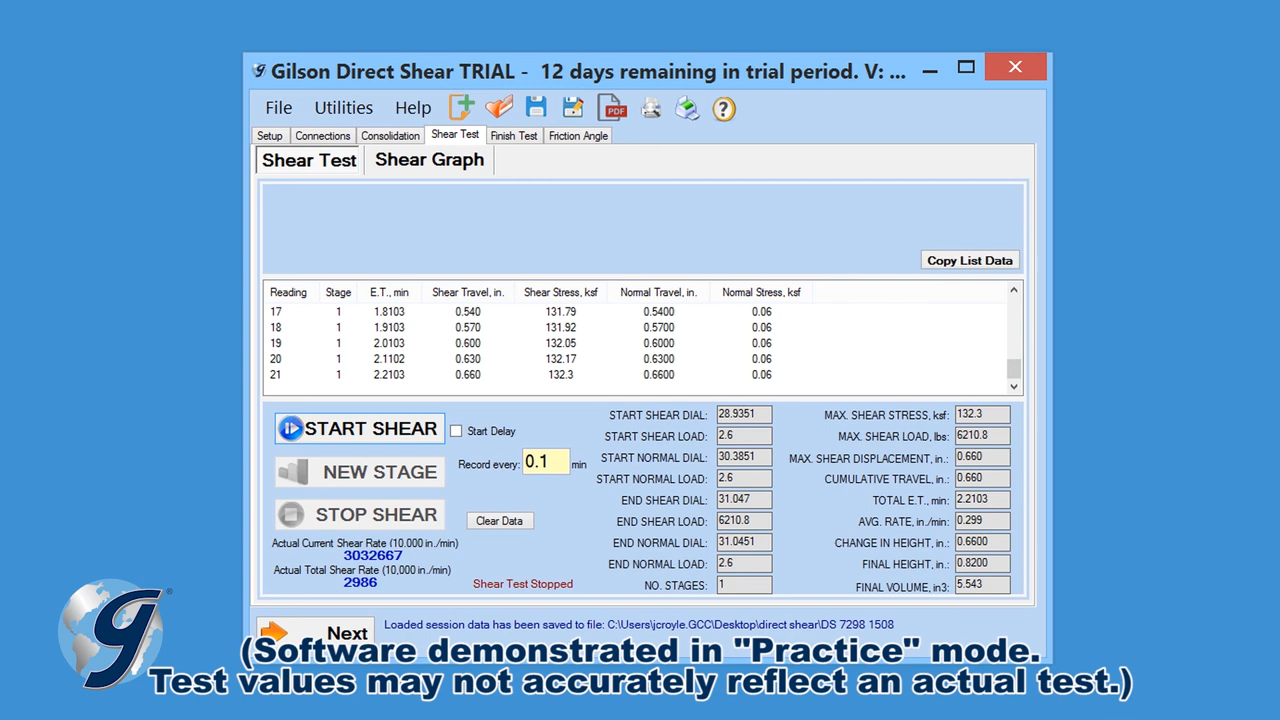 Gilson Direct Shear TRIAL - 12 days remaining in trial period. V: ...
File Utilities Help
Setup Connections Consolidation Shear Test Finish Test Friction Angle
Shear Test Shear Graph
Copy List Data
Reading Stage E.T., min Shear Travel, in. Shear Stress, ksf Normal Travel, in. Normal Stress, ksf
17 1 1.8103 0.540 131.79 0.5400 0.06
18 1 1.9103 0.570 131.92 0.5700 0.06
19 1 2.0103 0.600 132.05 0.6000 0.06
20 1 2.1102 0.630 132.17 0.6300 0.06
21 1 2.2103 0.660 132.3 0.6600 0.06
START SHEAR
Start Delay
Record every: 0.1 min
NEW STAGE
STOP SHEAR
Clear Data
Actual Current Shear Rate (10.000 in./min)
3032667
Actual Total Shear Rate (10,000 in./min)
2986
Shear Test Stopped
START SHEAR DIAL: 28.9351
START SHEAR LOAD: 2.6
START NORMAL DIAL: 30.3851
START NORMAL LOAD: 2.6
END SHEAR DIAL: 31.047
END SHEAR LOAD: 6210.8
END NORMAL DIAL: 31.0451
END NORMAL LOAD: 2.6
NO. STAGES: 1
MAX. SHEAR STRESS, ksf: 132.3
MAX. SHEAR LOAD, lbs: 6210.8
MAX. SHEAR DISPLACEMENT, in.: 0.660
CUMULATIVE TRAVEL, in.: 0.660
TOTAL E.T., min: 2.2103
AVG. RATE, in./min: 0.299
CHANGE IN HEIGHT, in.: 0.6600
FINAL HEIGHT, in.: 0.8200
FINAL VOLUME, in3: 5.543
Next
Loaded session data has been saved to file: C:\Users\jcroyle.GCC\Desktop\direct shear\DS 7298 1508
(Software demonstrated in "Practice" mode.
Test values may not accurately reflect an actual test.)
g
®
PDF